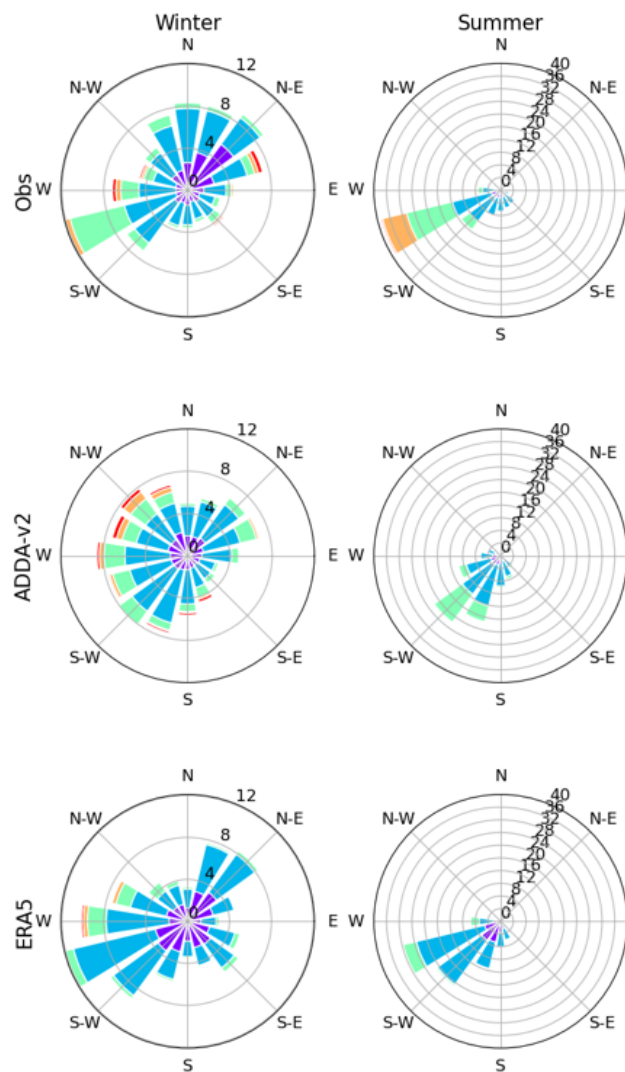 Winter
Summer
N
N
N-W
12
N-E
N-W
40
36
32
28
24
20
16
12
8
4
0
N-E
8
4
0
Obs
W
E
W
E
S-W
S-E
S-W
S-E
S
S
N
N
N-W
12
N-E
N-W
40
36
32
28
24
20
16
12
8
4
0
N-E
8
4
0
ADDA-v2
W
E
W
E
S-W
S-E
S-W
S-E
S
S
N
N
N-W
12
N-E
N-W
40
36
32
28
24
20
16
12
8
4
0
N-E
8
4
0
ERA5
W
E
W
E
S-W
S-E
S-W
S-E
S
S